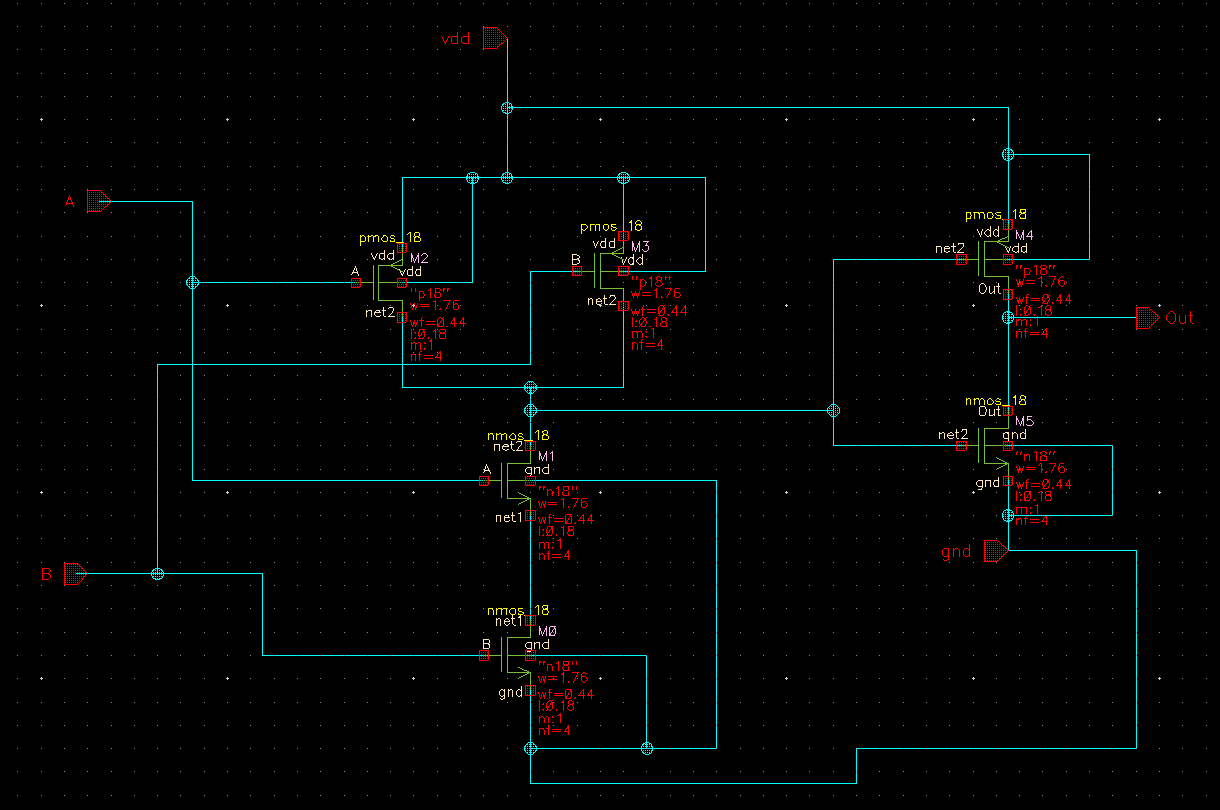 vdd
A
pmos_18
vdd
M2
A
vdd
"p18"
w=1.76
net2
wf=0.44
l:0.18
m:1
nf=4
pmos_18
vdd
M3
B
vdd
"p18"
w=1.76
net2
wf=0.44
l:0.18
m:1
nf=4
pmos_18
vdd
M4
net2
vdd
"p18"
w=1.76
Out
wf=0.44
l:0.18
m:1
nf=4
Out
nmos_18
net2
M1
A
gnd
"n18"
w=1.76
net1
wf=0.44
l:0.18
m:1
nf=4
nmos_18
Out
M5
net2
gnd
"n18"
w=1.76
gnd
wf=0.44
l:0.18
m:1
nf=4
gnd
B
nmos_18
net1
M0
B
gnd
"n18"
w=1.76
gnd
wf=0.44
l:0.18
m:1
nf=4